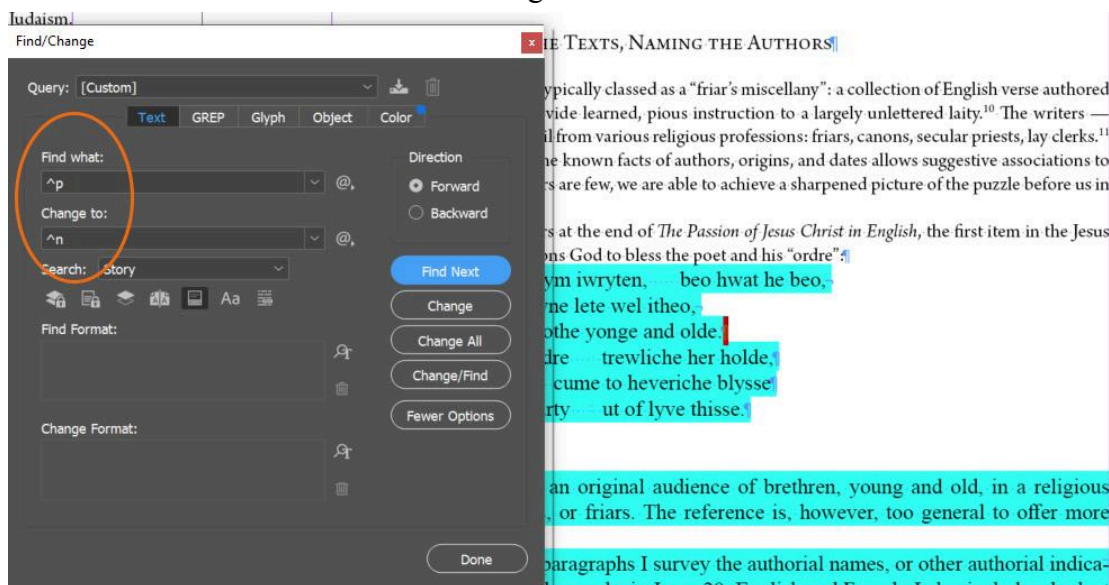 Judaism.
Find/Change
x
Query: [Custom]
Text GREP Glyph Object Color
Find what:
^p
@,
Change to:
^n
@,
Search: Story
Aa
Find Format:
Change Format:
Direction
Forward
Backward
Find Next
Change
Change All
Change/Find
Fewer Options
Done
Texts, Naming the Authors¶
ypically classed as a “friar’s miscellany”: a collection of English verse authored
vide learned, pious instruction to a largely unlettered laity.¹⁰ The writers —
il from various religious professions: friars, canons, secular priests, lay clerks.¹¹
ne known facts of authors, origins, and dates allows suggestive associations to
rs are few, we are able to achieve a sharpened picture of the puzzle before us in
rs at the end of The Passion of Jesus Christ in English, the first item in the Jesus
ons God to bless the poet and his “ordre”:¶
ym iwryten, beo hwat he beo,¬
yne lete wel itheo,¬
othe yonge and olde.¶
dre trewliche her holde,¶
cume to heveriche blysse¶
rty ut of lyve thisse.¶
an original audience of brethren, young and old, in a religious
, or friars. The reference is, however, too general to offer more
paragraphs I survey the authorial names, or other authorial indica-